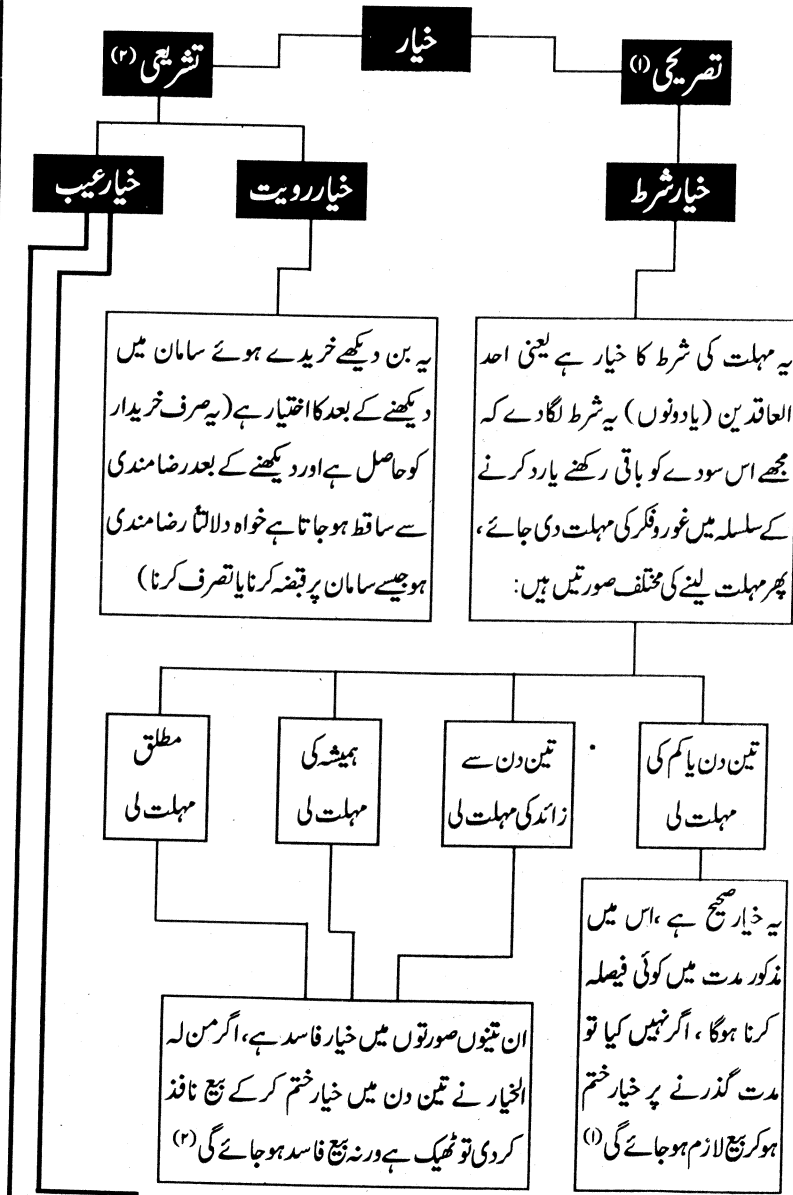 خیار
تصریحی (۱)
تشریعی (۲)
خیار شرط
خیار رویت
خیار عیب
یہ مہلت کی شرط کا خیار ہے یعنی احد
العاقدین (یا دونوں) یہ شرط لگا دے کہ
مجھے اس سودے کو باقی رکھنے یا رد کرنے
کے سلسلہ میں غور وفکر کی مہلت دی جائے،
پھر مہلت لینے کی مختلف صورتیں ہیں:
یہ بن دیکھے خریدے ہوئے سامان میں
دیکھنے کے بعد کا اختیار ہے (یہ صرف خریدار
کو حاصل ہے اور دیکھنے کے بعد رضامندی
سے ساقط ہو جاتا ہے خواہ دلالتاً رضامندی
ہو جیسے سامان پر قبضہ کرنا یا تصرف کرنا)
تین دن یا کم کی
مہلت لی
تین دن سے
زائد کی مہلت لی
ہمیشہ کی
مہلت لی
مطلق
مہلت لی
یہ خیار صحیح ہے، اس میں
مذکور مدت میں کوئی فیصلہ
کرنا ہوگا، اگر نہیں کیا تو
مدت گذرنے پر خیار ختم
ہو کر بیع لازم ہو جائے گی (۱)
ان تینوں صورتوں میں خیار فاسد ہے، اگر من لہ
الخیار نے تین دن میں خیار ختم کر کے بیع نافذ
کر دی تو ٹھیک ہے ورنہ بیع فاسد ہو جائے گی (۲)